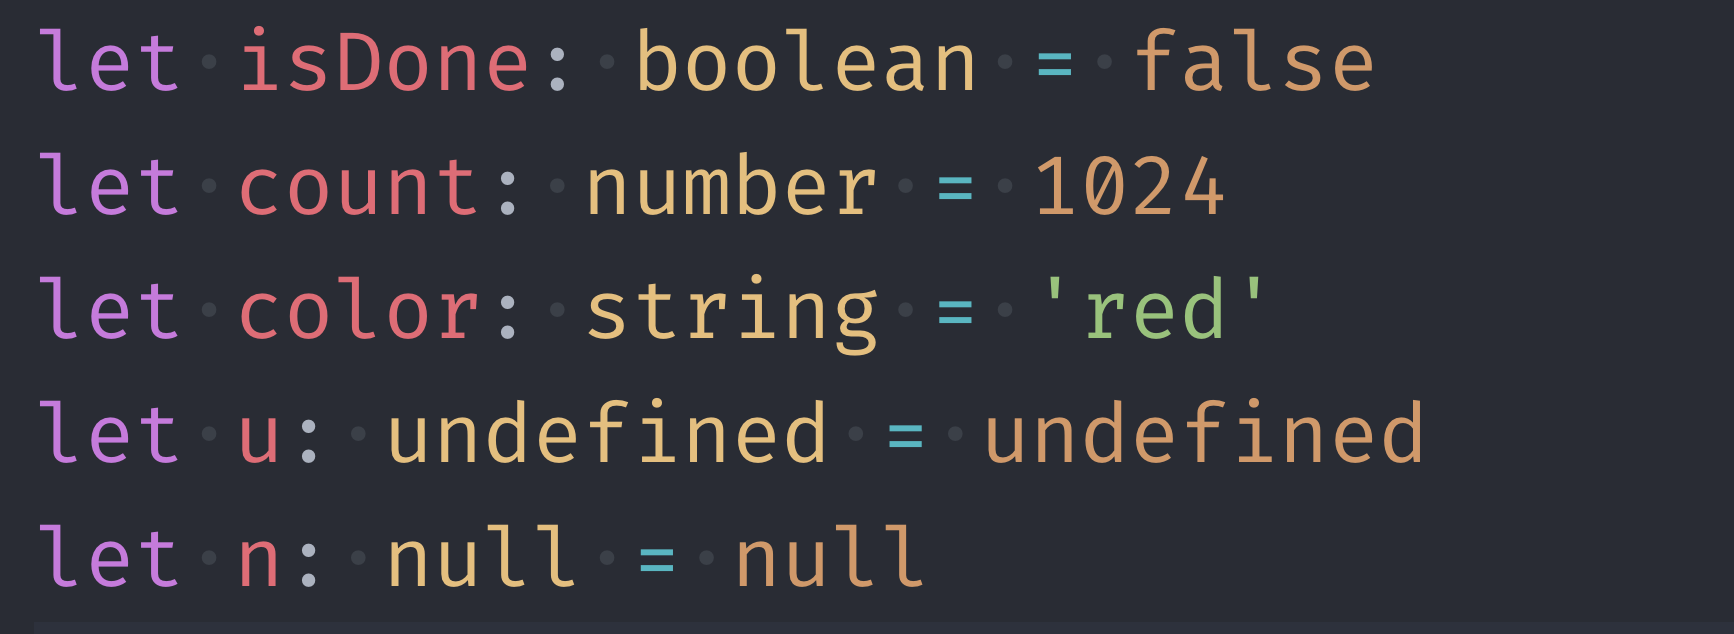 let isDone: boolean = false
let count: number = 1024
let color: string = 'red'
let u: undefined = undefined
let n: null = null